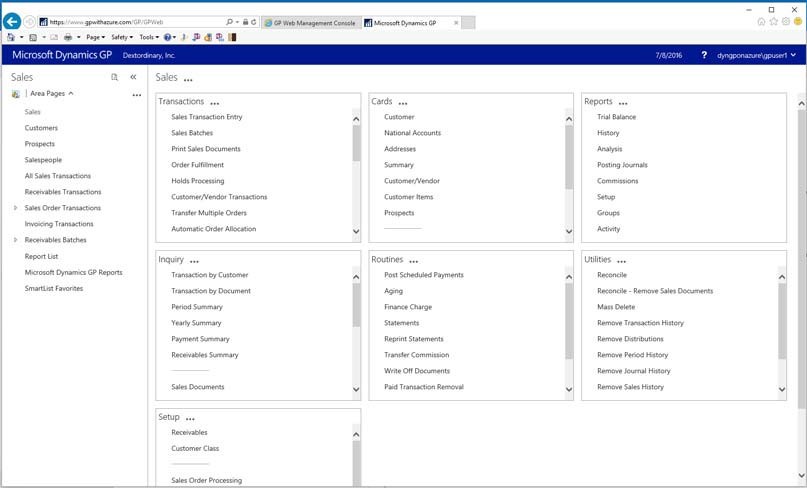 https://www.gpwithazure.com/GP/GPWeb
GP Web Management Console
Microsoft Dynamics GP
Page
Safety
Tools
Microsoft Dynamics GP
Dextordinary, Inc.
7/8/2016
?
dyngponazure\gpuser1
Sales
«
Area Pages
...
Sales
Customers
Prospects
Salespeople
All Sales Transactions
Receivables Transactions
Sales Order Transactions
Invoicing Transactions
Receivables Batches
Report List
Microsoft Dynamics GP Reports
SmartList Favorites
Sales ...
Transactions ...
Sales Transaction Entry
Sales Batches
Print Sales Documents
Order Fulfillment
Holds Processing
Customer/Vendor Transactions
Transfer Multiple Orders
Automatic Order Allocation
Cards ...
Customer
National Accounts
Addresses
Summary
Customer/Vendor
Customer Items
Prospects
Reports ...
Trial Balance
History
Analysis
Posting Journals
Commissions
Setup
Groups
Activity
Inquiry ...
Transaction by Customer
Transaction by Document
Period Summary
Yearly Summary
Payment Summary
Receivables Summary
Sales Documents
Routines ...
Post Scheduled Payments
Aging
Finance Charge
Statements
Reprint Statements
Transfer Commission
Write Off Documents
Paid Transaction Removal
Utilities ...
Reconcile
Reconcile - Remove Sales Documents
Mass Delete
Remove Transaction History
Remove Distributions
Remove Period History
Remove Journal History
Remove Sales History
Setup ...
Receivables
Customer Class
Sales Order Processing